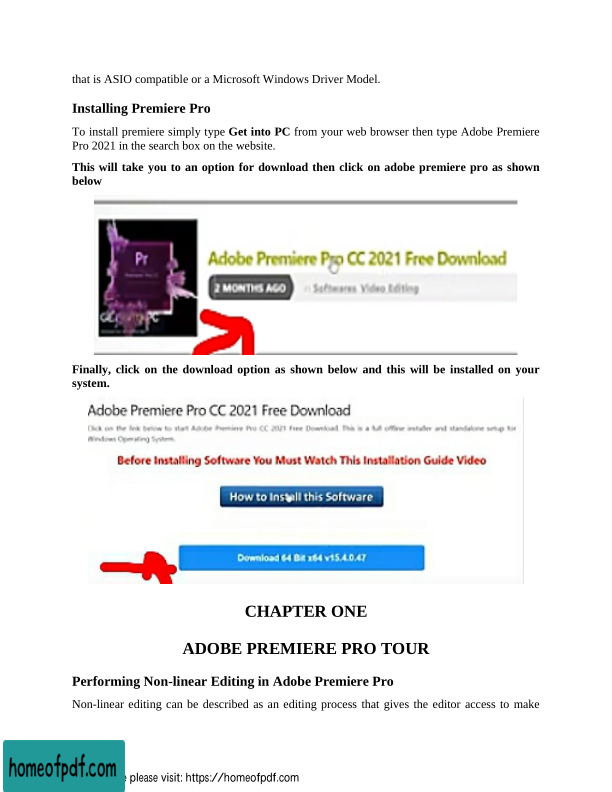 that is ASIO compatible or a Microsoft Windows Driver Model.
Installing Premiere Pro
To install premiere simply type Get into PC from your web browser then type Adobe Premiere
Pro 2021 in the search box on the website.
This will take you to an option for download then click on adobe premiere pro as shown
below
Pr
Premiere Pro CC
Adobe Premiere Pro CC 2021 Free Download
2 MONTHS AGO
Softwares Video Editing
Finally, click on the download option as shown below and this will be installed on your
system.
Adobe Premiere Pro CC 2021 Free Download
Click on the link below to start Adobe Premiere Pro CC 2021 Free Download. This is a full offline installer and standalone setup for
Windows Operating System.
Before Installing Software You Must Watch This Installation Guide Video
How to Install this Software
Download 64 Bit x64 v15.4.0.47
CHAPTER ONE
ADOBE PREMIERE PRO TOUR
Performing Non-linear Editing in Adobe Premiere Pro
Non-linear editing can be described as an editing process that gives the editor access to make
homeofpdf.com
e please visit: https://homeofpdf.com